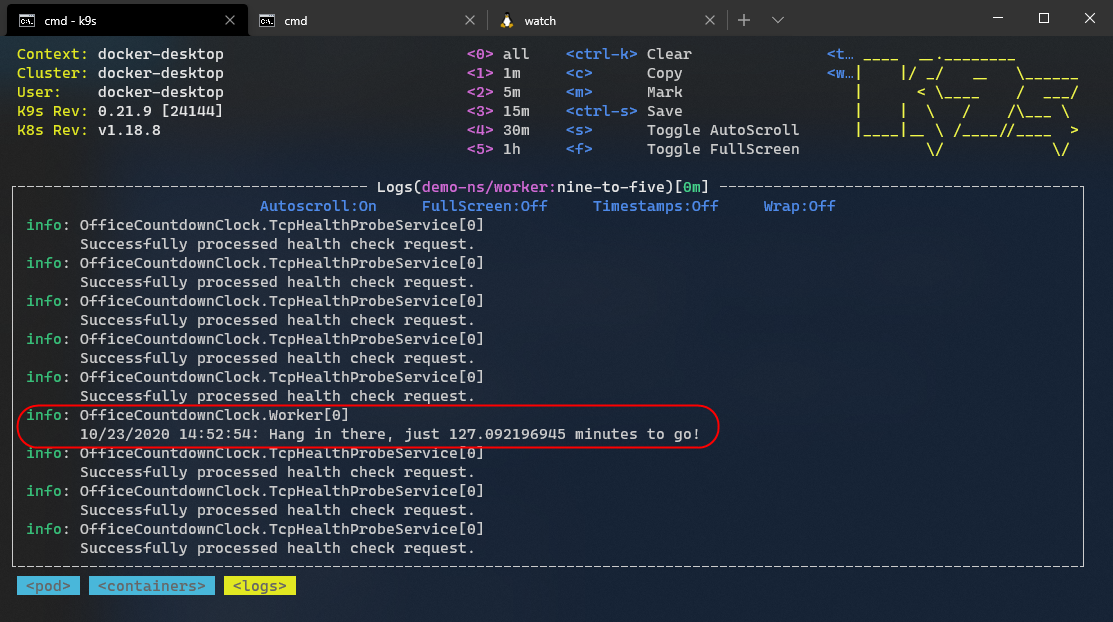 cmd - k9s
cmd
watch
Context: docker-desktop <0> all <ctrl-k> Clear <t…
Cluster: docker-desktop <1> 1m <c> Copy <w…
User: docker-desktop <2> 5m <m> Mark
K9s Rev: 0.21.9 [24144] <3> 15m <ctrl-s> Save
K8s Rev: v1.18.8 <4> 30m <s> Toggle AutoScroll
<5> 1h <f> Toggle FullScreen
Logs(demo-ns/worker:nine-to-five)[0m]
Autoscroll:On FullScreen:Off Timestamps:Off Wrap:Off
info: OfficeCountdownClock.TcpHealthProbeService[0]
Successfully processed health check request.
info: OfficeCountdownClock.TcpHealthProbeService[0]
Successfully processed health check request.
info: OfficeCountdownClock.TcpHealthProbeService[0]
Successfully processed health check request.
info: OfficeCountdownClock.TcpHealthProbeService[0]
Successfully processed health check request.
info: OfficeCountdownClock.TcpHealthProbeService[0]
Successfully processed health check request.
info: OfficeCountdownClock.Worker[0]
10/23/2020 14:52:54: Hang in there, just 127.092196945 minutes to go!
info: OfficeCountdownClock.TcpHealthProbeService[0]
Successfully processed health check request.
info: OfficeCountdownClock.TcpHealthProbeService[0]
Successfully processed health check request.
info: OfficeCountdownClock.TcpHealthProbeService[0]
Successfully processed health check request.
<pod> <containers> <logs>